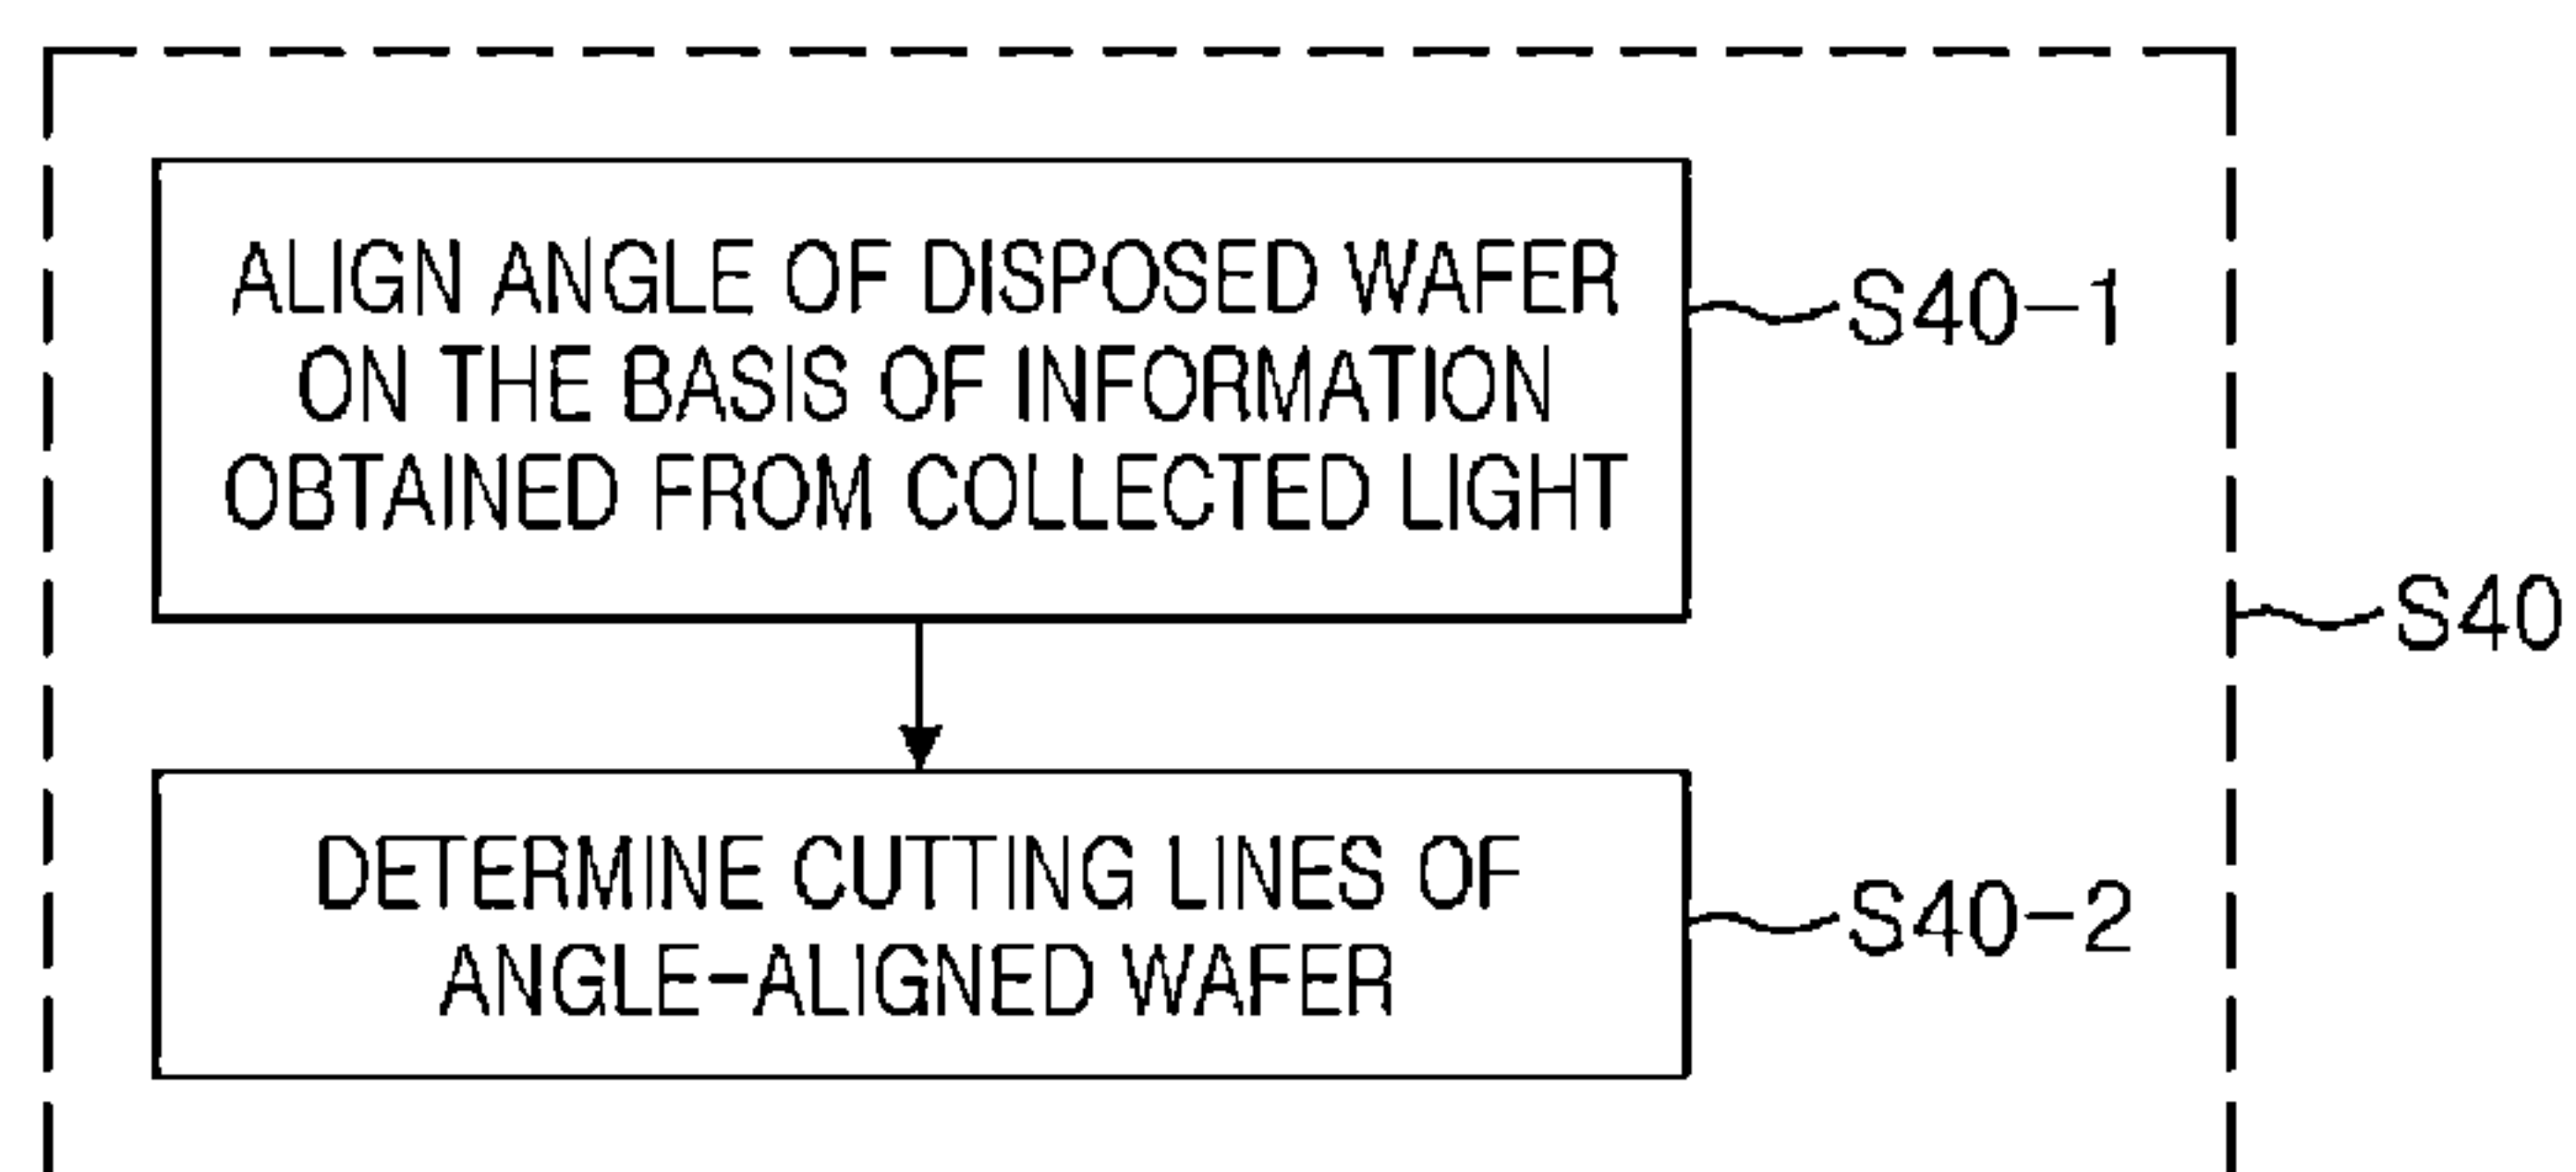 ALIGN ANGLE OF DISPOSED WAFER
ON THE BASIS OF INFORMATION
OBTAINED FROM COLLECTED LIGHT
S40-1
S40
DETERMINE CUTTING LINES OF
ANGLE-ALIGNED WAFER
S40-2